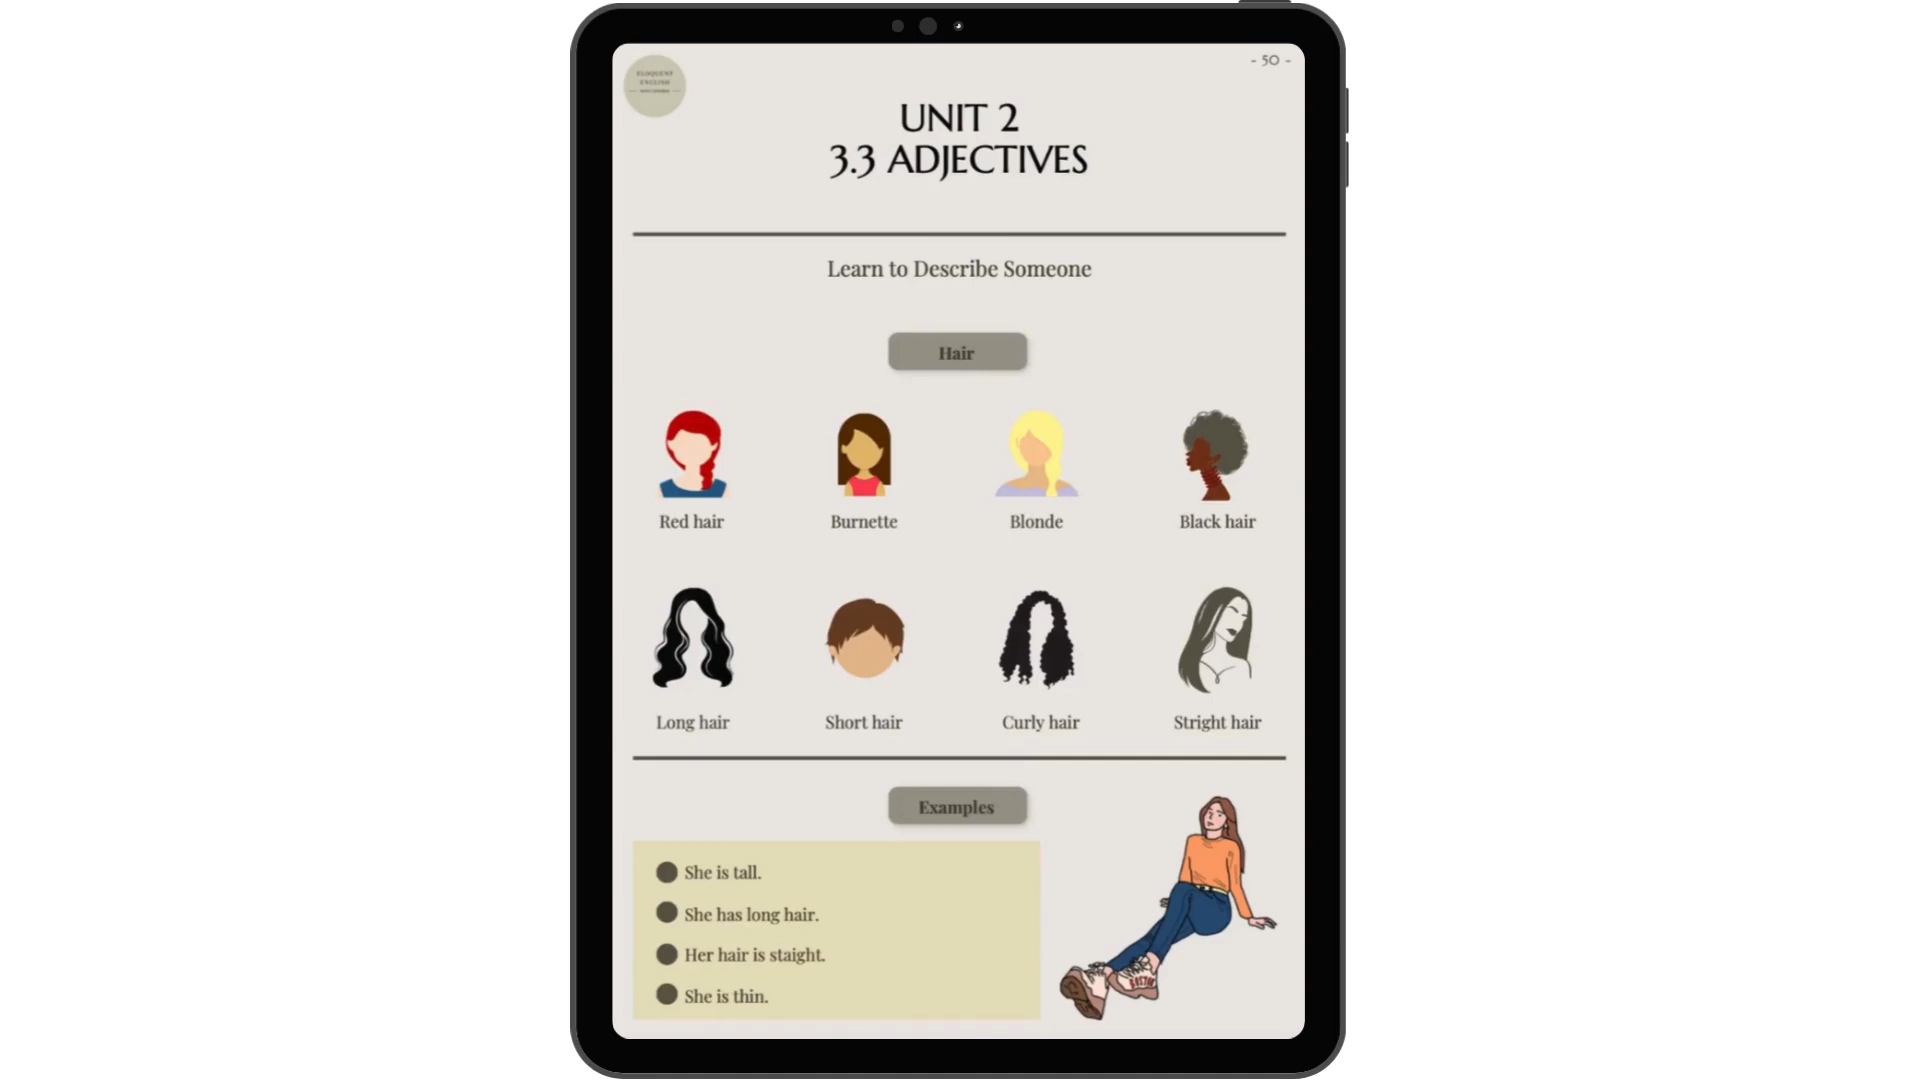 ELOQUENT
ENGLISH
- 50 -
UNIT 2
3.3 ADJECTIVES
Learn to Describe Someone
Hair
Red hair
Burnette
Blonde
Black hair
Long hair
Short hair
Curly hair
Stright hair
Examples
She is tall.
She has long hair.
Her hair is staight.
She is thin.